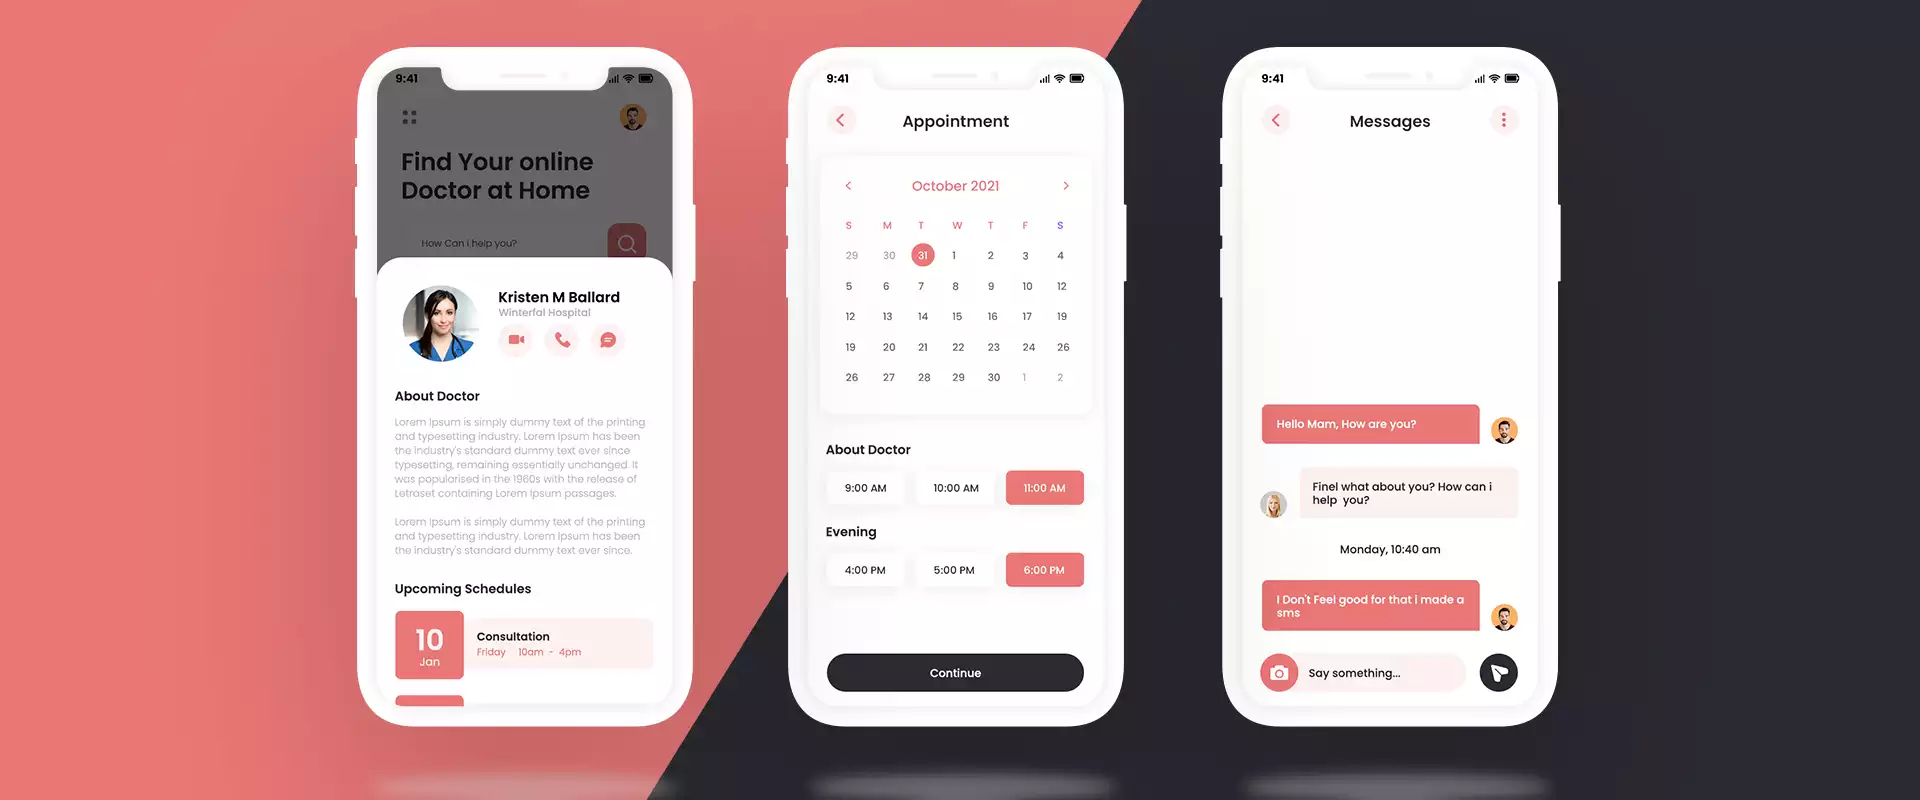 9:41
Find Your online
Doctor at Home
How Can i help you?
Kristen M Ballard
Winterfal Hospital
About Doctor
Lorem Ipsum is simply dummy text of the printing
and typesetting industry. Lorem Ipsum has been
the industry's standard dummy text ever since
typesetting, remaining essentially unchanged. It
was popularised in the 1960s with the release of
Letraset containing Lorem Ipsum passages.
Lorem Ipsum is simply dummy text of the printing
and typesetting industry. Lorem Ipsum has been
the industry's standard dummy text ever since.
Upcoming Schedules
10
Jan
Consultation
Friday 10am - 4pm
9:41
Appointment
October 2021
S M T W T F S
29 30 31 1 2 3 4
5 6 7 8 9 10 12
12 13 14 15 16 17 19
19 20 21 22 23 24 26
26 27 28 29 30 1 2
About Doctor
9:00 AM 10:00 AM 11:00 AM
Evening
4:00 PM 5:00 PM 6:00 PM
Continue
9:41
Messages
Hello Mam, How are you?
Finel what about you? How can i
help you?
Monday, 10:40 am
I Don't Feel good for that i made a
sms
Say something...